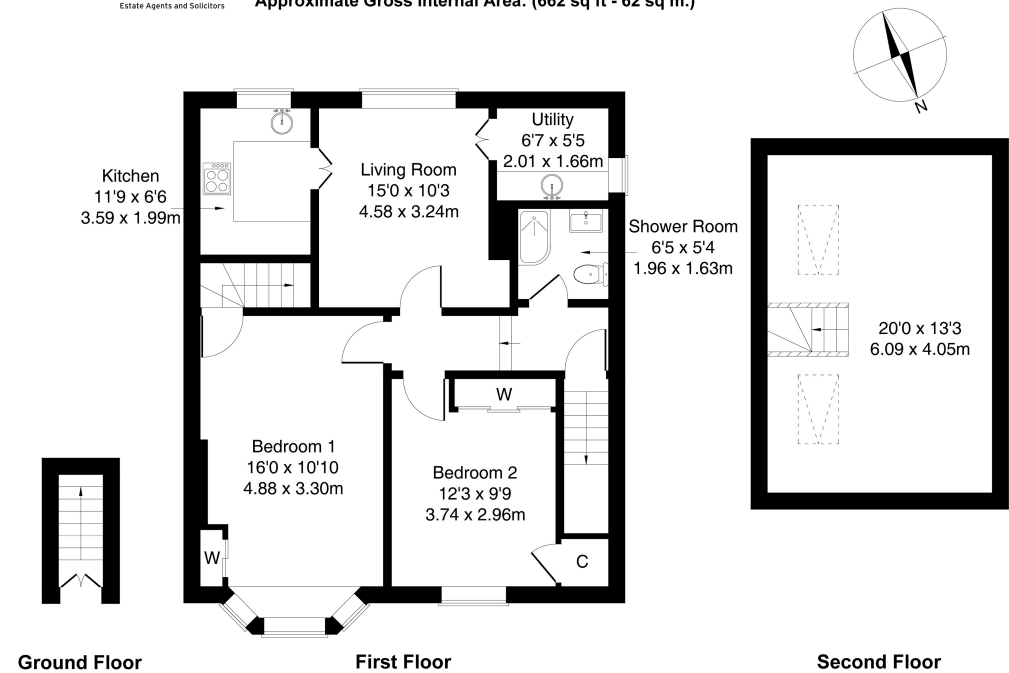 Estate Agents and Solicitors
Approximate Gross Internal Area: (662 sq ft - 62 sq m.)
N
Utility
6'7 x 5'5
2.01 x 1.66m
Kitchen
11'9 x 6'6
3.59 x 1.99m
Living Room
15'0 x 10'3
4.58 x 3.24m
Shower Room
6'5 x 5'4
1.96 x 1.63m
20'0 x 13'3
6.09 x 4.05m
W
Bedroom 1
16'0 x 10'10
4.88 x 3.30m
Bedroom 2
12'3 x 9'9
3.74 x 2.96m
W
C
Ground Floor
First Floor
Second Floor